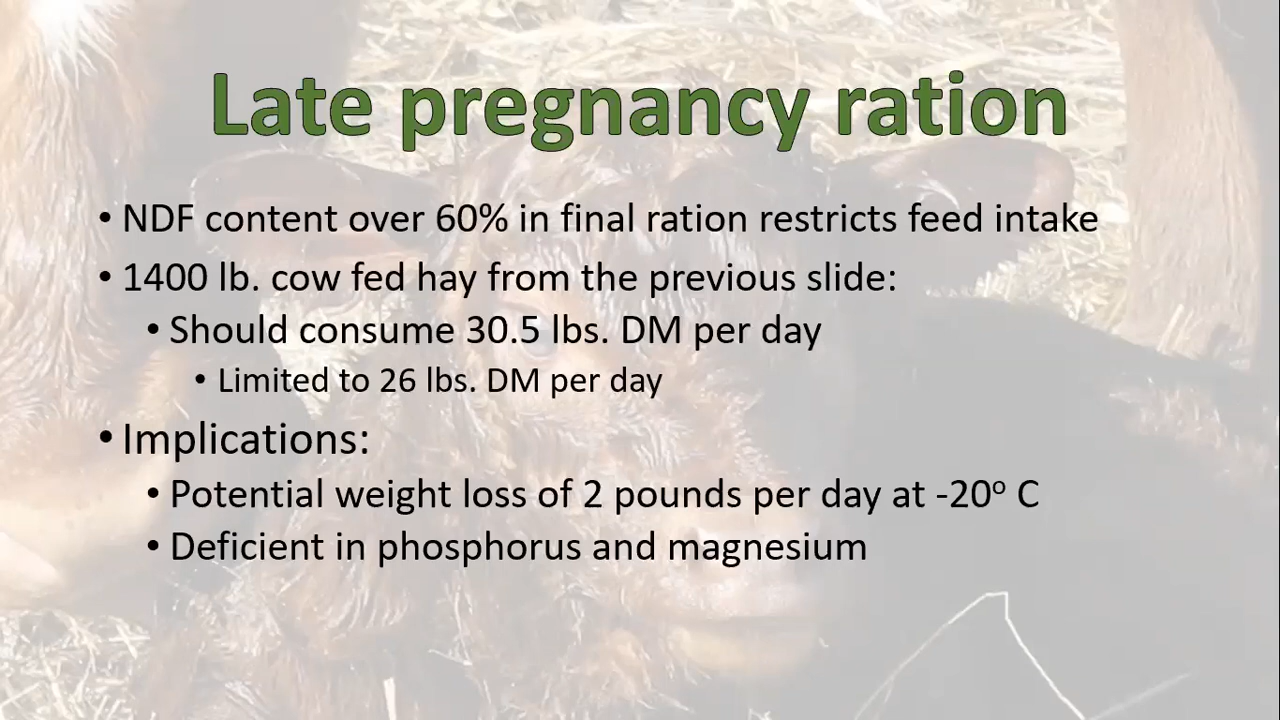 Late pregnancy ration
• NDF content over 60% in final ration restricts feed intake
• 1400 lb. cow fed hay from the previous slide:
• Should consume 30.5 lbs. DM per day
• Limited to 26 lbs. DM per day
• Implications:
• Potential weight loss of 2 pounds per day at -20º C
• Deficient in phosphorus and magnesium